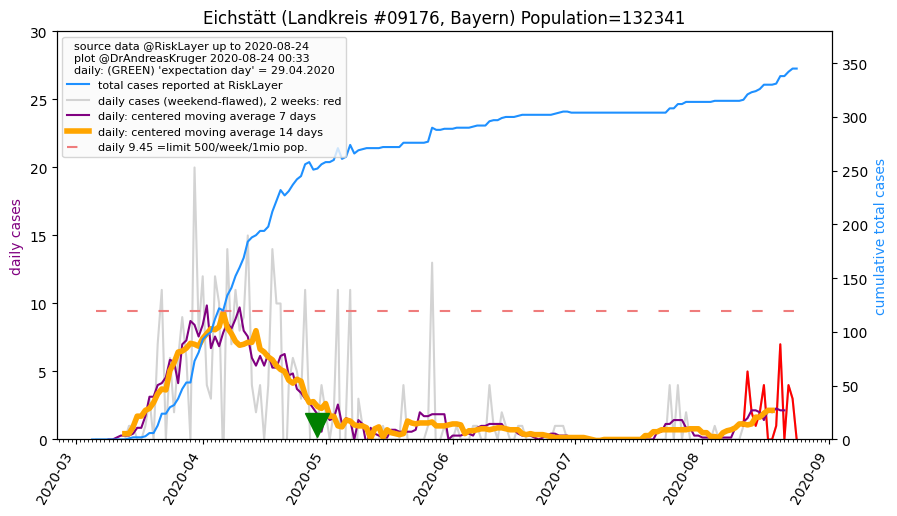 Eichstätt (Landkreis #09176, Bayern) Population=132341
source data @RiskLayer up to 2020-08-24
plot @DrAndreasKruger 2020-08-24 00:33
daily: (GREEN) 'expectation day' = 29.04.2020
total cases reported at RiskLayer
daily cases (weekend-flawed), 2 weeks: red
daily: centered moving average 7 days
daily: centered moving average 14 days
daily 9.45 =limit 500/week/1mio pop.
daily cases
30
25
20
15
10
5
0
cumulative total cases
350
300
250
200
150
100
50
0
2020-03
2020-04
2020-05
2020-06
2020-07
2020-08
2020-09